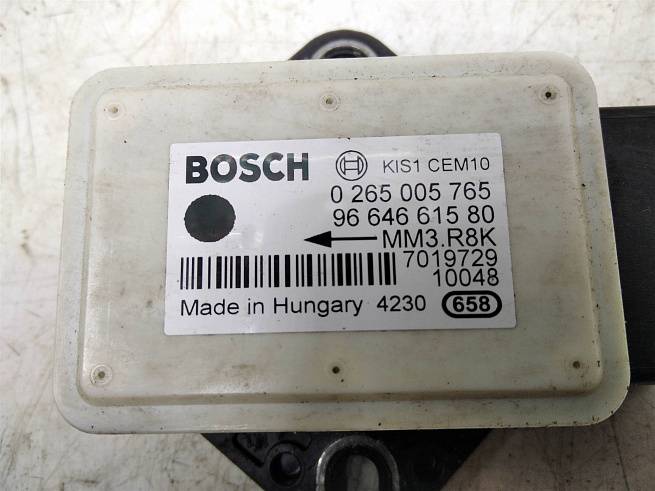 BOSCH KIS1 CEM10
0 265 005 765
96 646 615 80
MM3.R8K
7019729
10048
Made in Hungary 4230 658